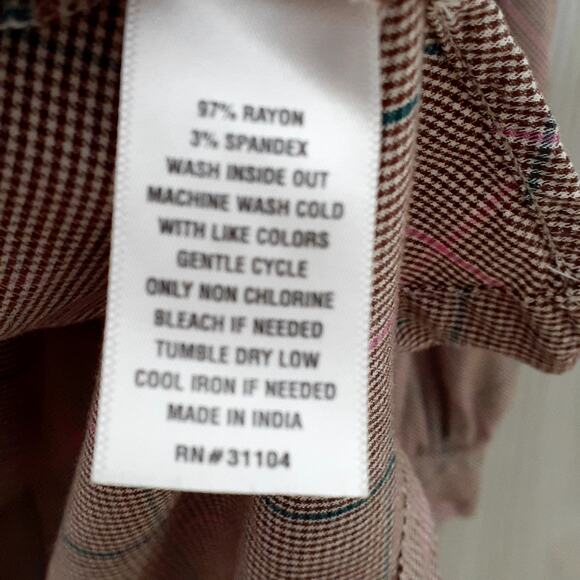 97% RAYON
3% SPANDEX
WASH INSIDE OUT
MACHINE WASH COLD
WITH LIKE COLORS
GENTLE CYCLE
ONLY NON CHLORINE
BLEACH IF NEEDED
TUMBLE DRY LOW
COOL IRON IF NEEDED
MADE IN INDIA
RN#31104